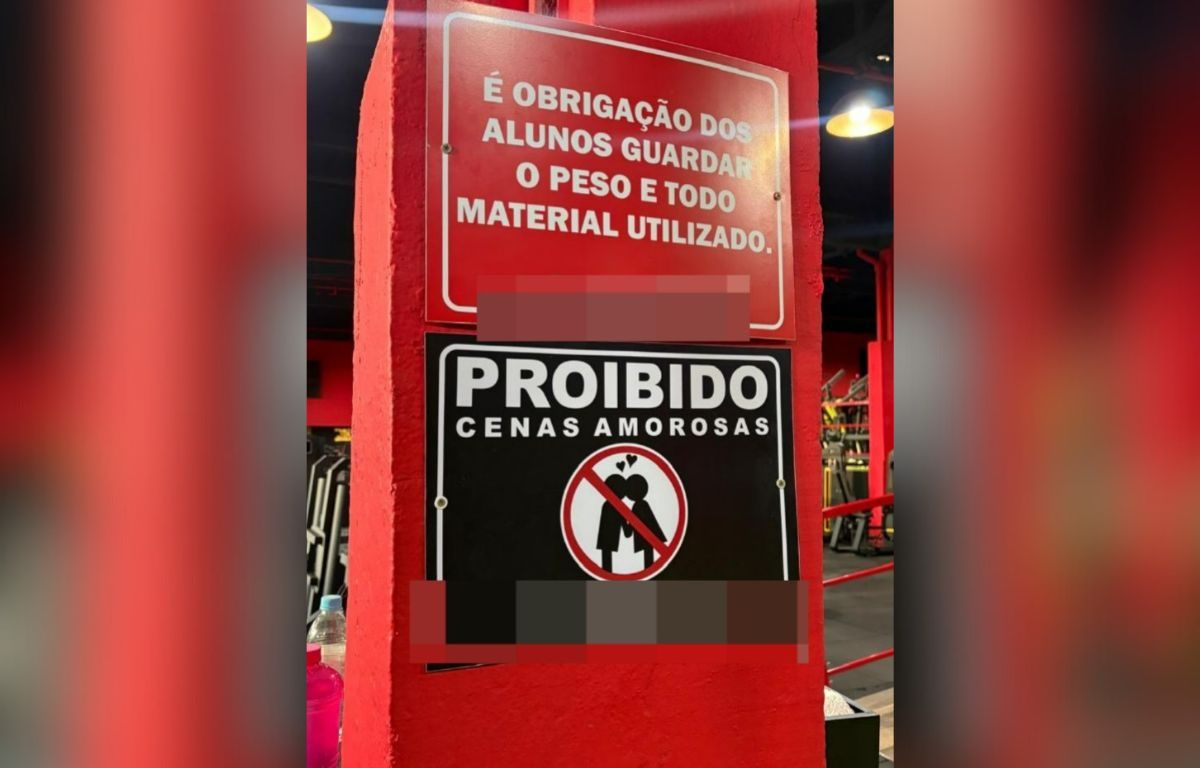 É OBRIGAÇÃO DOS
ALUNOS GUARDAR
O PESO E TODO
MATERIAL UTILIZADO.
PROIBIDO
CENAS AMOROSAS